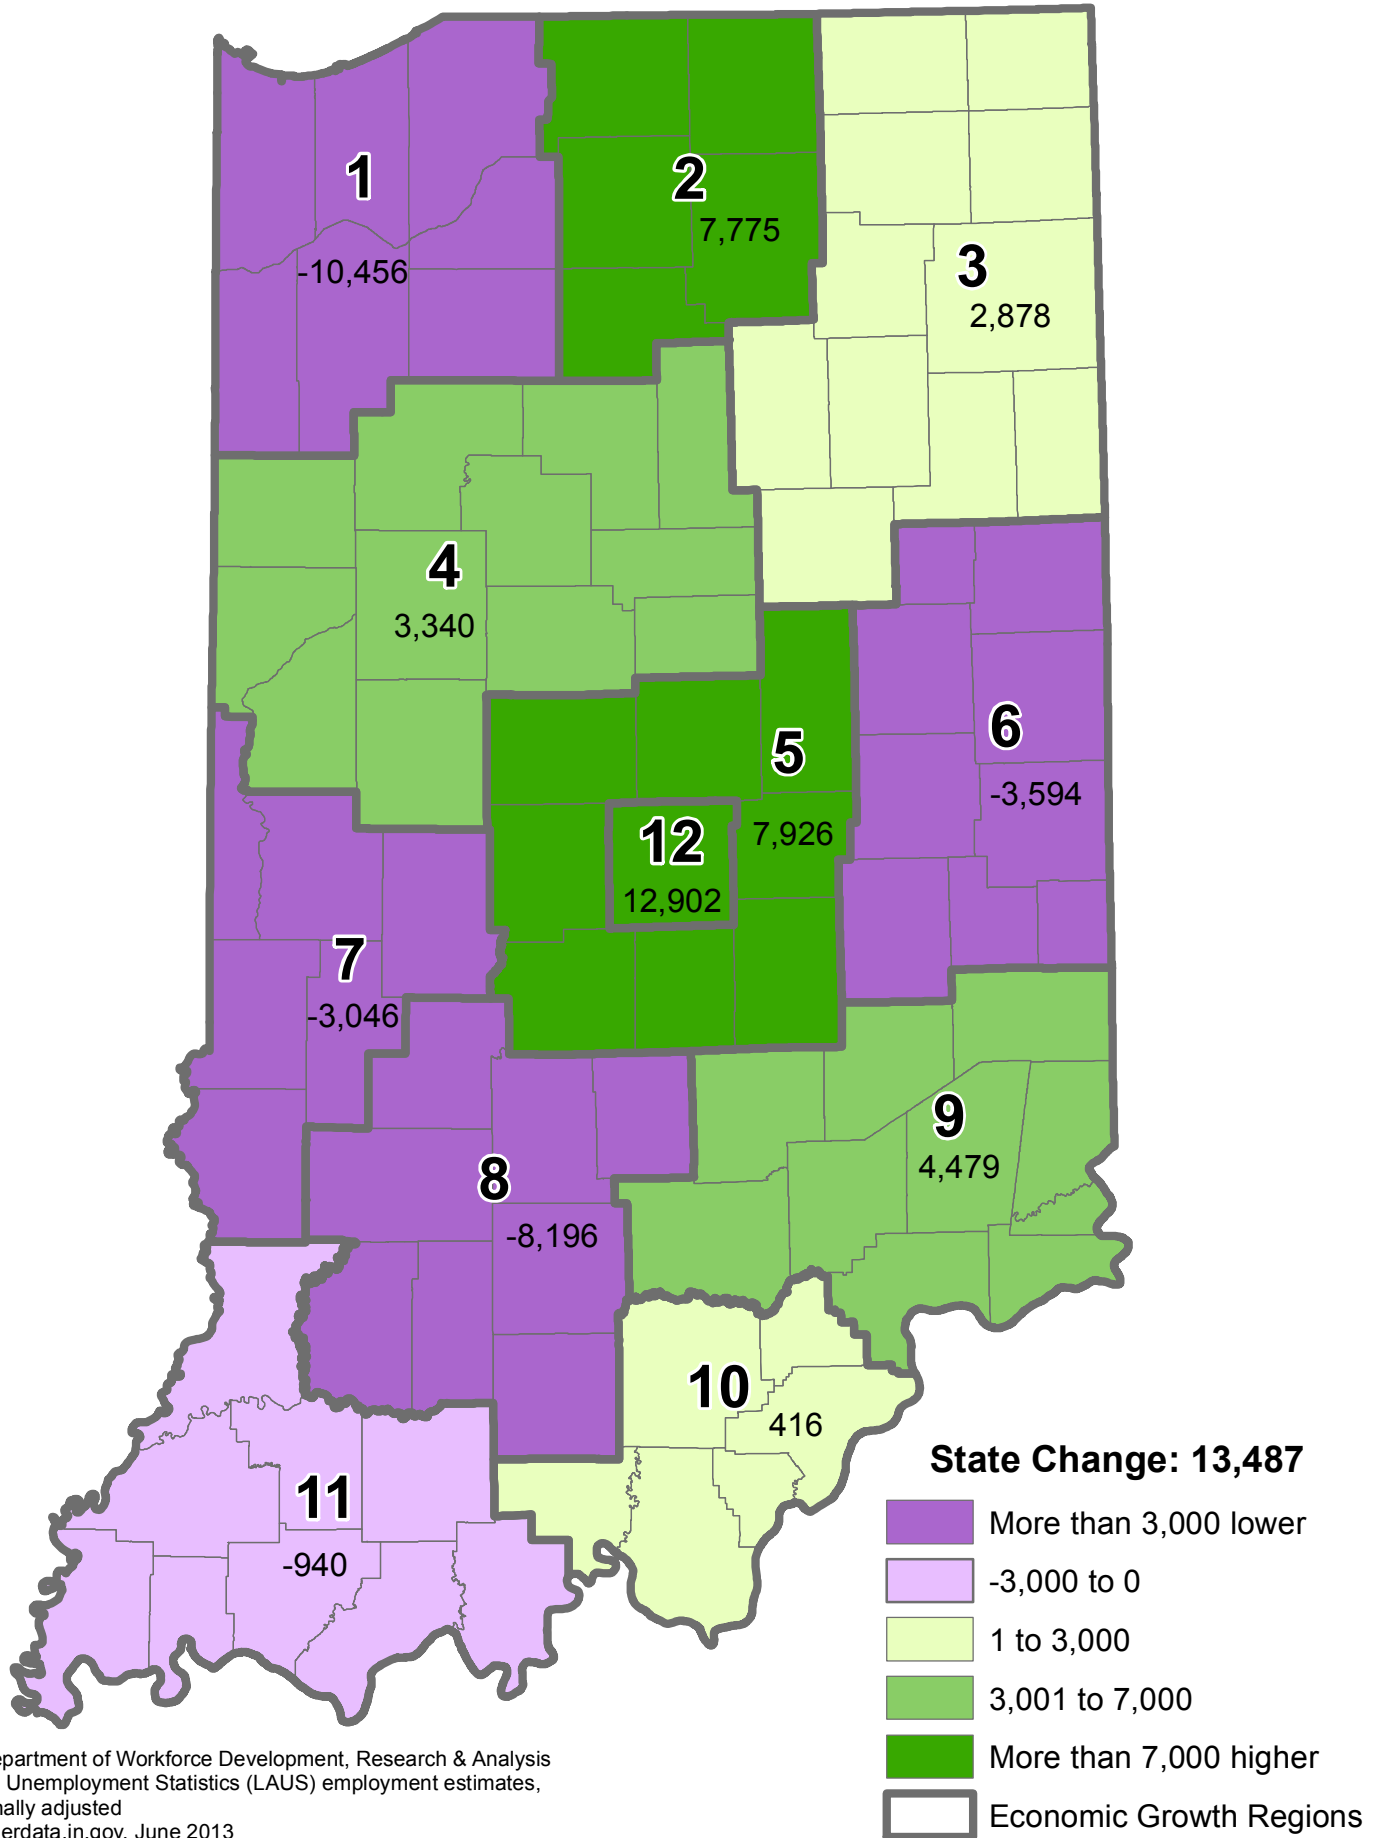 1
-10,456
2
7,775
3
2,878
4
3,340
5
7,926
6
-3,594
12
12,902
7
-3,046
8
-8,196
9
4,479
10
416
11
-940
State Change: 13,487
More than 3,000 lower
-3,000 to 0
1 to 3,000
3,001 to 7,000
More than 7,000 higher
Economic Growth Regions
epartment of Workforce Development, Research & Analysis
Unemployment Statistics (LAUS) employment estimates,
nally adjusted
erdata.in.gov, June 2013